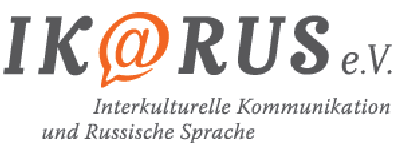 IK@RUS e.V.
Interkulturelle Kommunikation
und Russische Sprache